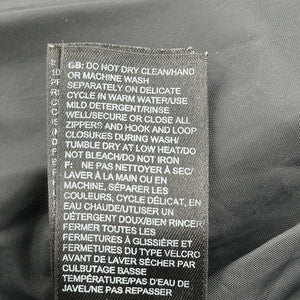 GB: DO NOT DRY CLEAN/HAND
OR MACHINE WASH
SEPARATELY ON DELICATE
CYCLE IN WARM WATER/USE
MILD DETERGENT/RINSE
WELL/SECURE OR CLOSE ALL
ZIPPERS AND HOOK AND LOOP
CLOSURES DURING WASH/
TUMBLE DRY AT LOW HEAT/DO
NOT BLEACH/DO NOT IRON
F: NE PAS NETTOYER À SEC/
LAVER À LA MAIN OU EN
MACHINE, SÉPARER LES
COULEURS, CYCLE DÉLICAT, EN
EAU CHAUDE/UTILISER UN
DÉTERGENT DOUX/BIEN RINCER
FERMER TOUTES LES
FERMETURES À GLISSIÈRE ET
FERMETURES DU TYPE VELCRO
AVANT DE LAVER SÉCHER PAR
CULBUTAGE BASSE
TEMPÉRATURE/PAS D'EAU DE
JAVEL/NE PAS REPASSER